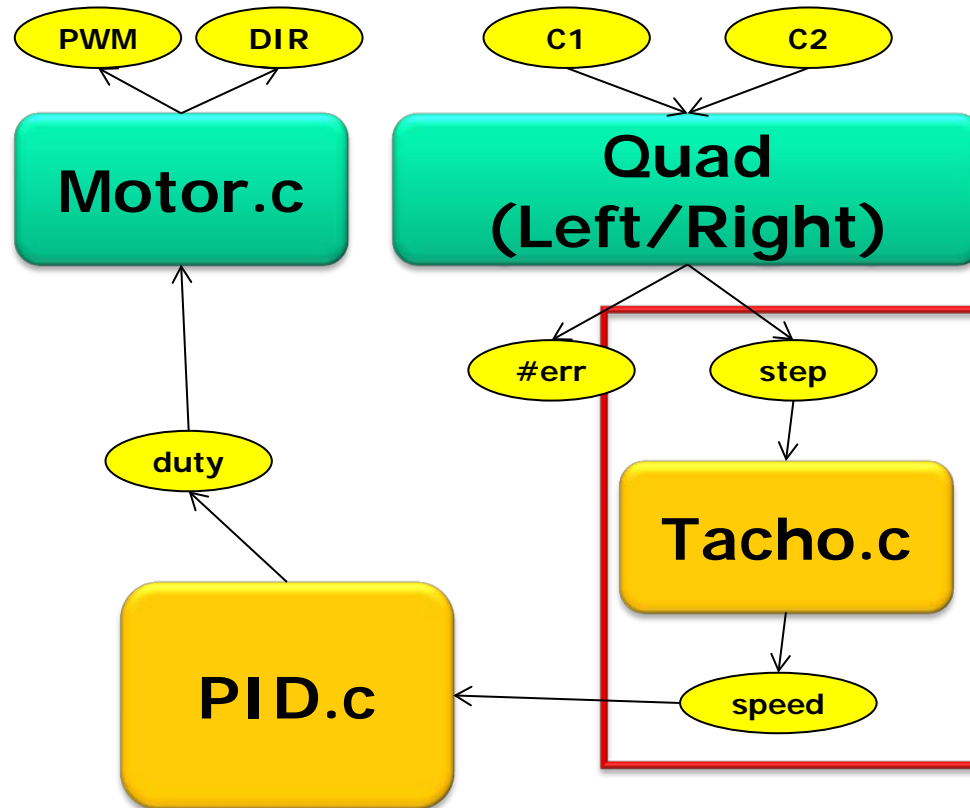 PWM
DIR
C1
C2
Motor.c
Quad
(Left/Right)
#err
step
duty
Tacho.c
PID.c
speed